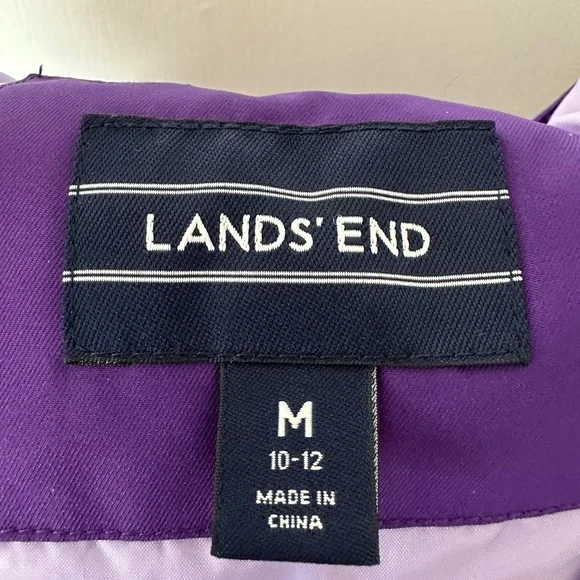 LANDS' END
M
10-12
MADE IN
CHINA